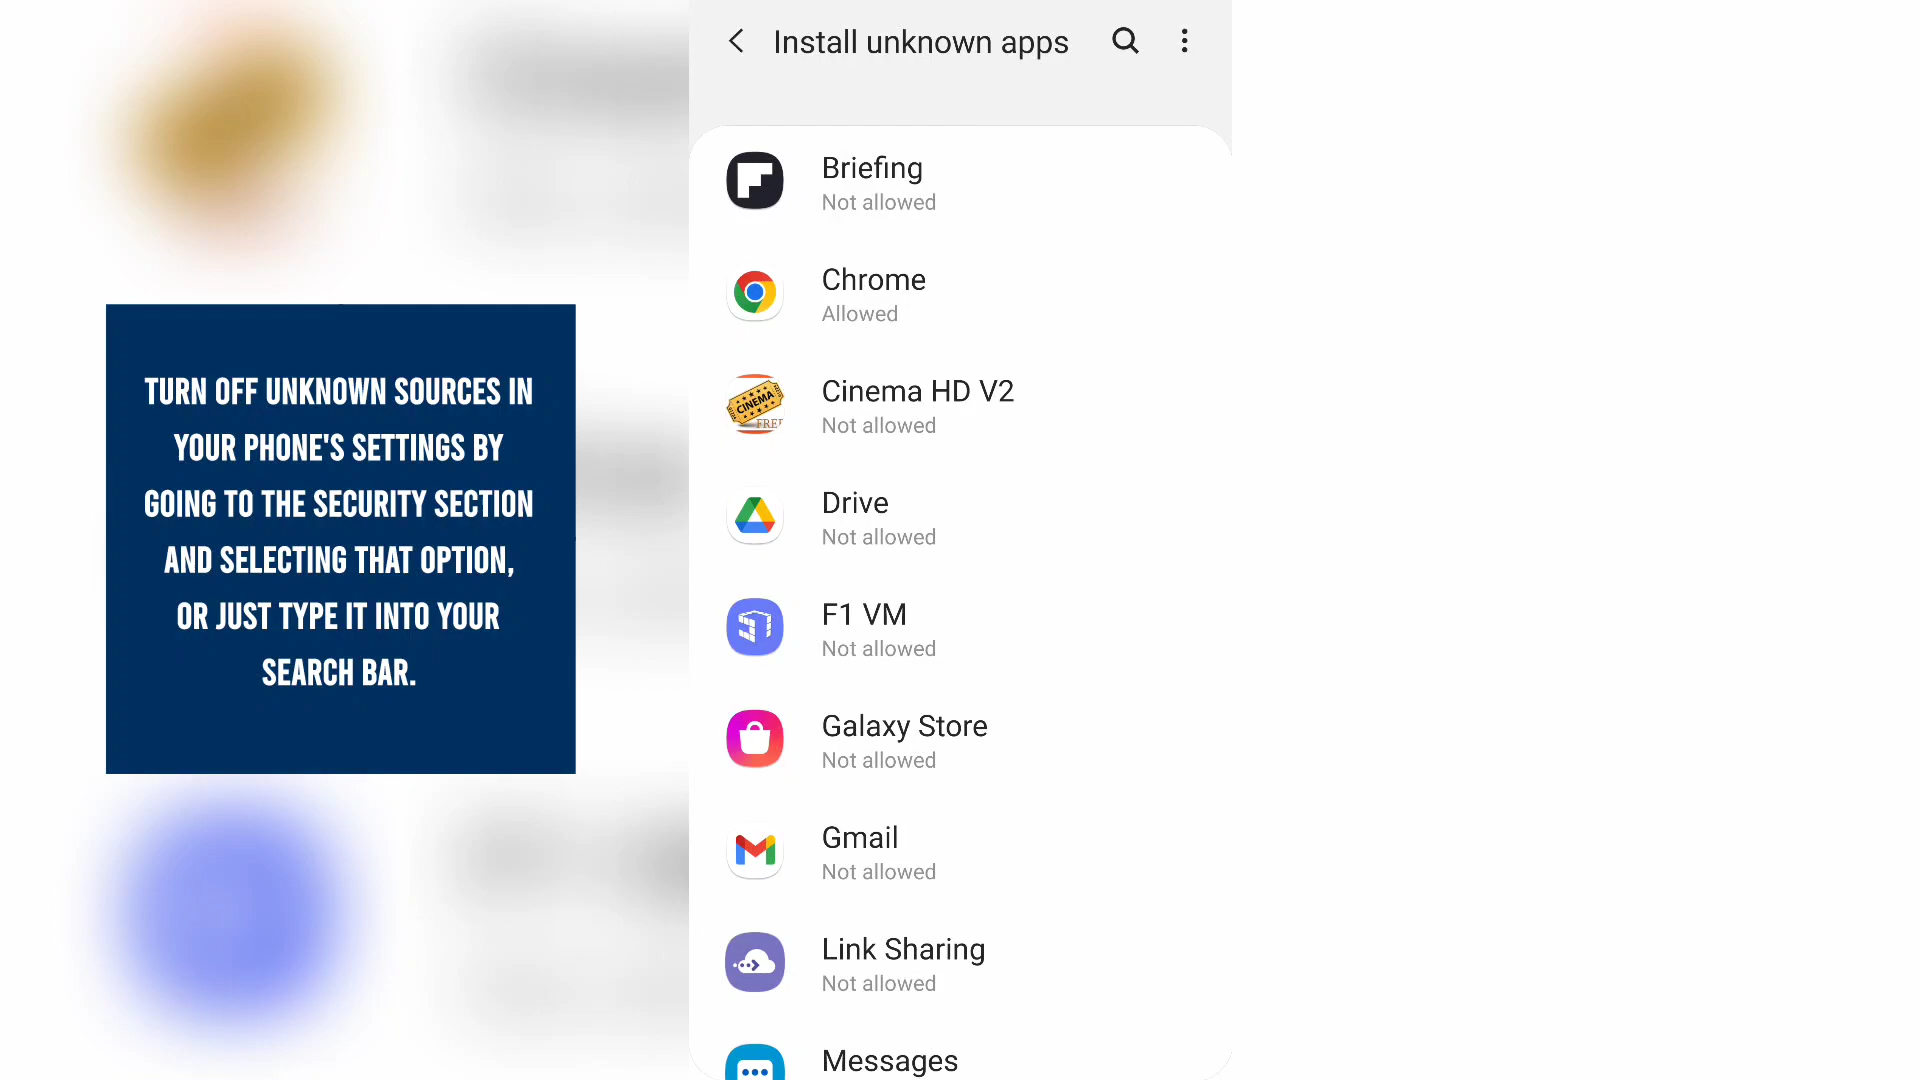 TURN OFF UNKNOWN SOURCES IN
YOUR PHONE'S SETTINGS BY
GOING TO THE SECURITY SECTION
AND SELECTING THAT OPTION,
OR JUST TYPE IT INTO YOUR
SEARCH BAR.
Install unknown apps
Briefing
Not allowed
Chrome
Allowed
Cinema HD V2
Not allowed
CINEMA
FREE
Drive
Not allowed
F1 VM
Not allowed
Galaxy Store
Not allowed
Gmail
Not allowed
Link Sharing
Not allowed
Messages